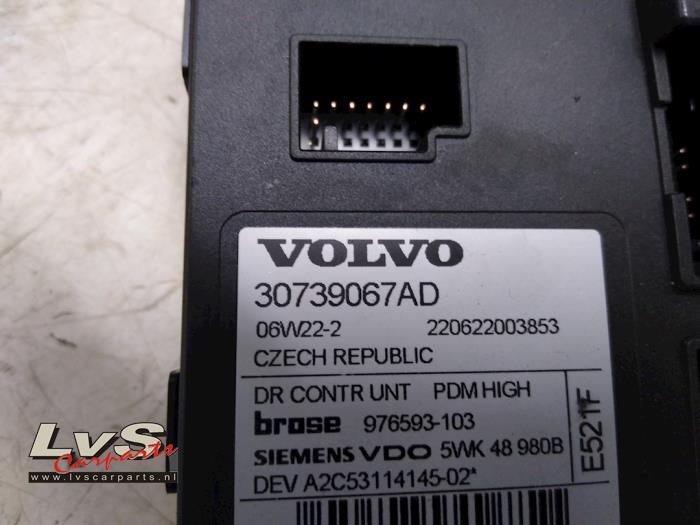 VOLVO
30739067AD
06W22-2 220622003853
CZECH REPUBLIC
DR CONTR UNT PDM HIGH
brose 976593-103
SIEMENS VDO 5WK 48 980B
DEV A2C53114145-02*
E521F
LvS
Carparts
www.lvscarparts.nl